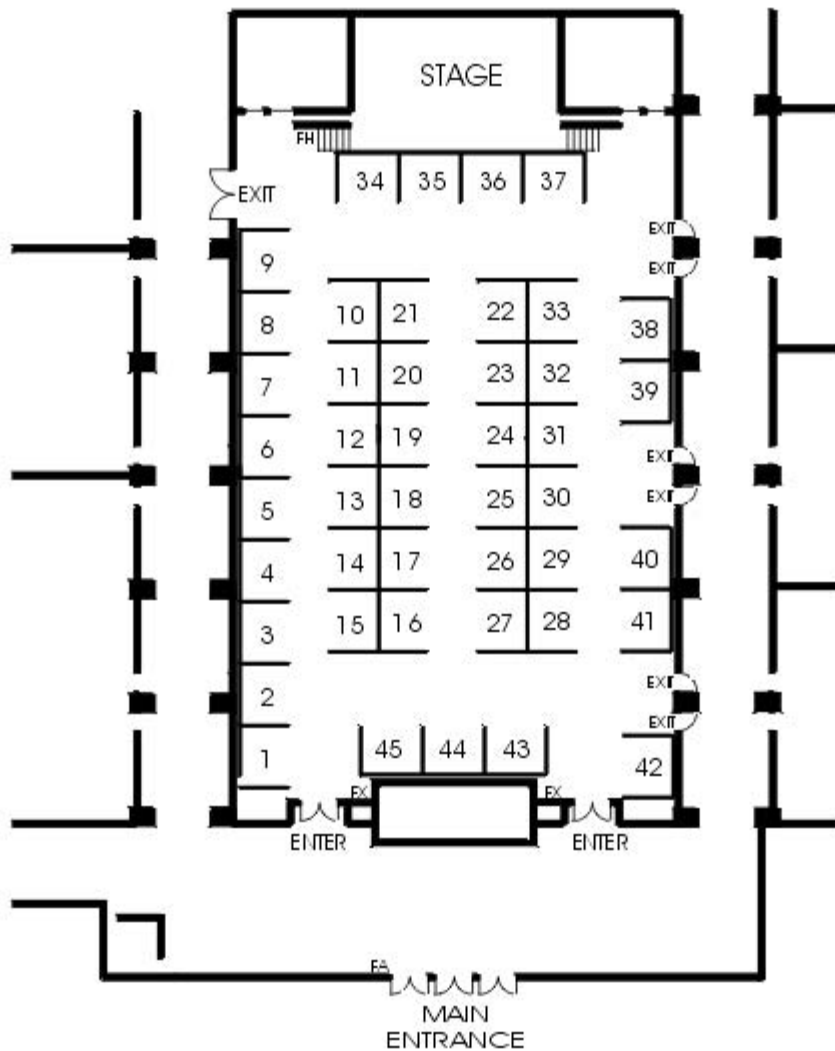 STAGE
FH
34 35 36 37
EXIT
EXIT
EXIT
9
10 21 22 33
8 38
11 20 23 32
7 39
12 19 24 31
6
EXIT
EXIT
13 18 25 30
5
14 17 26 29 40
4
15 16 27 28 41
3
EXIT
2
EXIT
45 44 43
1 42
FX FX
ENTER ENTER
FA
MAIN
ENTRANCE